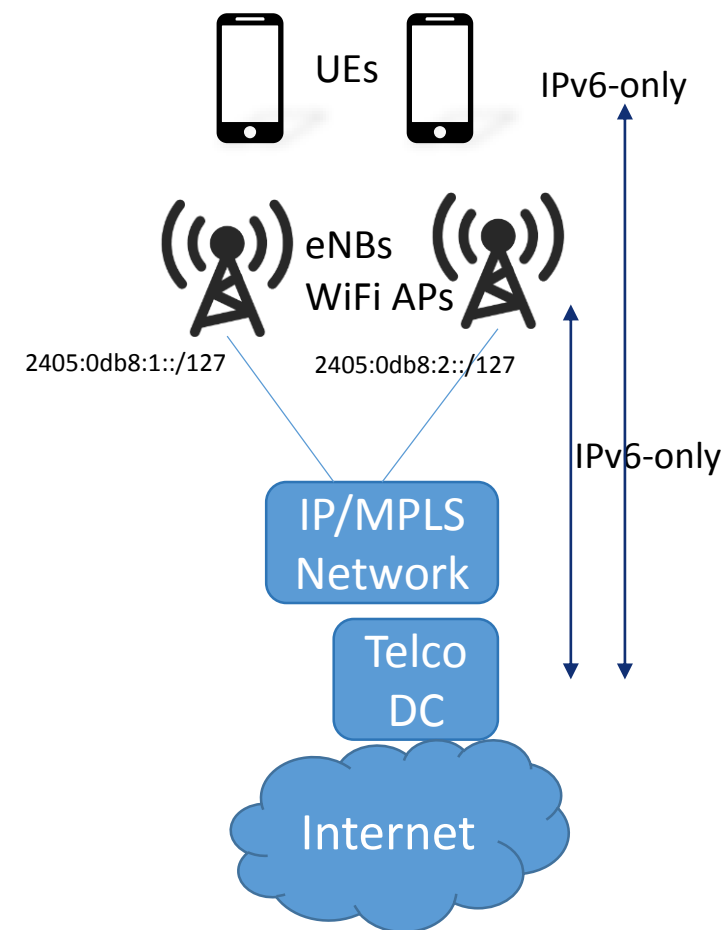 UEs
IPv6-only
eNBs
WiFi APs
2405:0db8:1::/127
2405:0db8:2::/127
IPv6-only
IP/MPLS
Network
Telco
DC
Internet